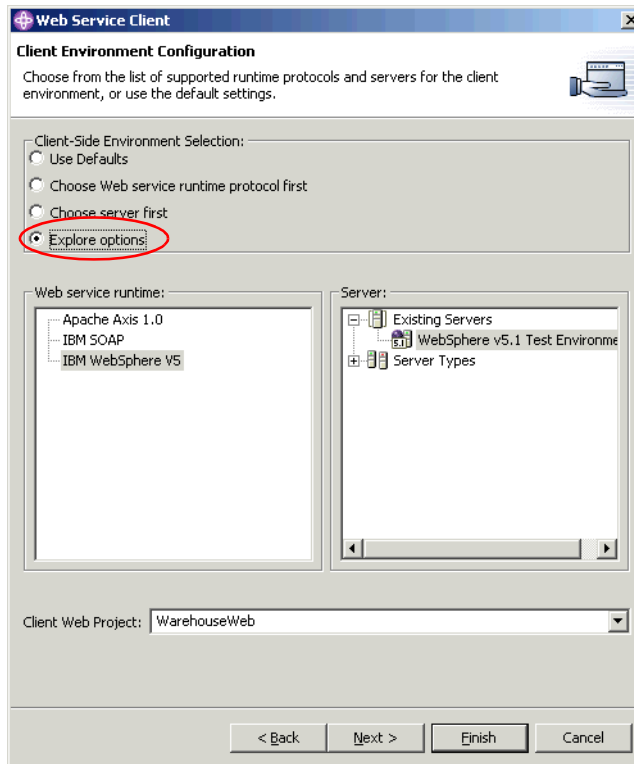 Web Service Client
Client Environment Configuration
Choose from the list of supported runtime protocols and servers for the client
environment, or use the default settings.
Client-Side Environment Selection:
Use Defaults
Choose Web service runtime protocol first
Choose server first
Explore options
Web service runtime:
Apache Axis 1.0
IBM SOAP
IBM WebSphere V5
Server:
Existing Servers
5.1 WebSphere v5.1 Test Environme
Server Types
Client Web Project: WarehouseWeb
< Back Next > Finish Cancel